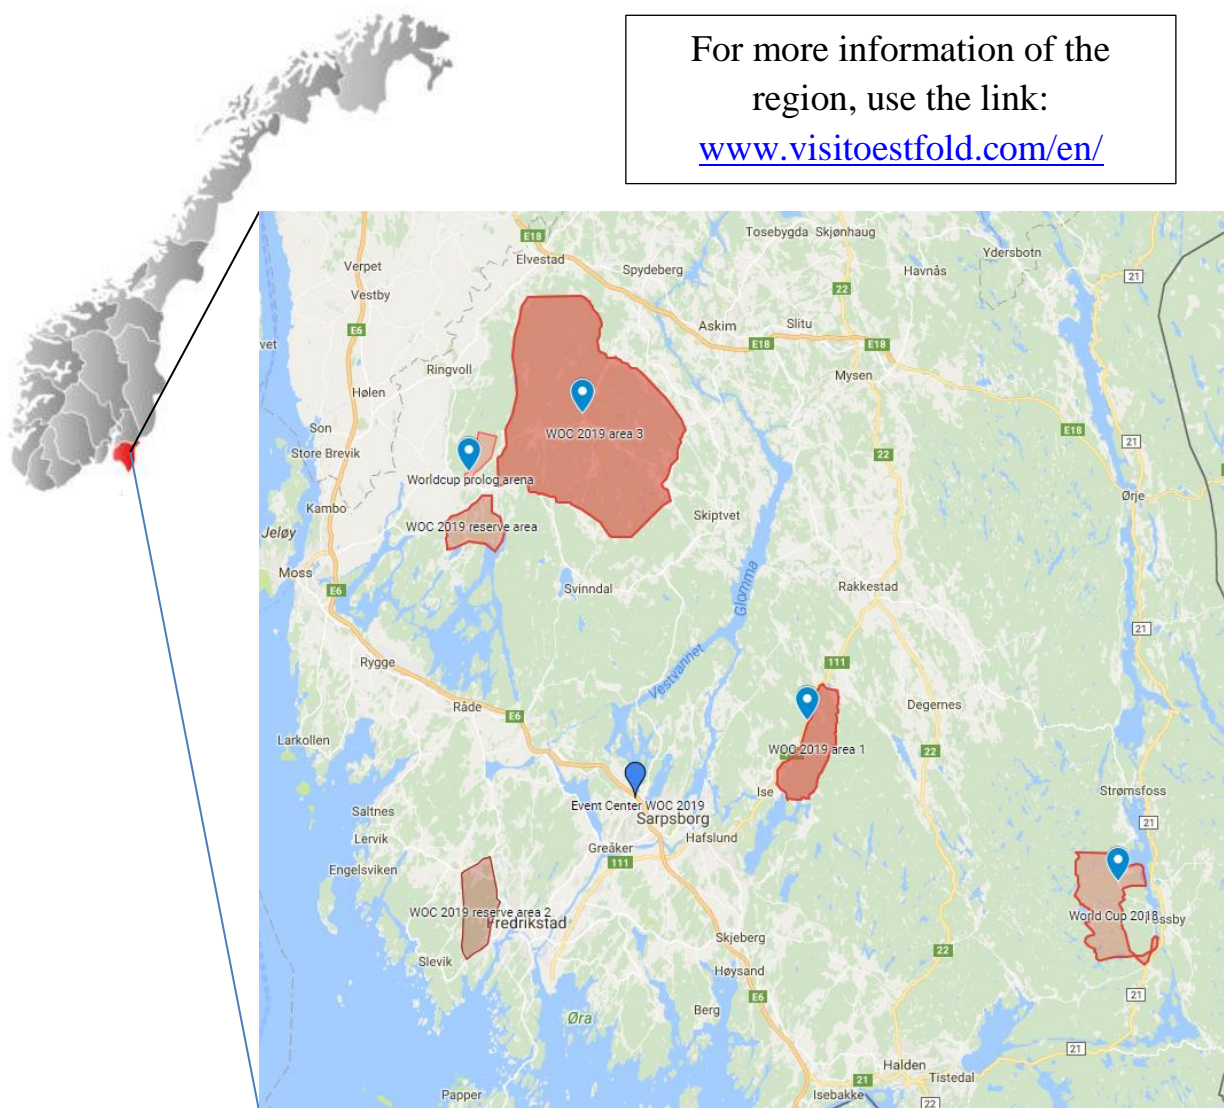 For more information of the
region, use the link:
www.visitoestfold.com/en/
E18
Tosebygda Skjønhaug
Elvestad
Ydersbotn
Verpet
Spydeberg
Havnås
21
Vestby
22
E6
Askim
Slitu
E18
E18
vet
Ringvoll
Mysen
Hølen
Son
WOC 2019 area 3
E18
21
Store Brevik
22
Worldcup prolog arena
Ørje
Kambo
Skiptvet
WOC 2019 reserve area
Jeløy
Moss
Glomma
E6
Svinndal
Rakkestad
21
Rygge
Vestvannet
111
Råde
Degernes
E6
Larkollen
WOC 2019 area 1
22
Ise
Strømsfoss
Event Center WOC 2019
Saltnes
Sarpsborg
21
Lervik
Hafslund
Greåker
Engelsviken
111
WOC 2019 reserve area 2
World Cup 2018
Fredrikstad
Skjeberg
22
Slevik
Høysand
21
E6
Berg
Øra
21
Halden
21
Tistedal
Papper
Isebakke
22